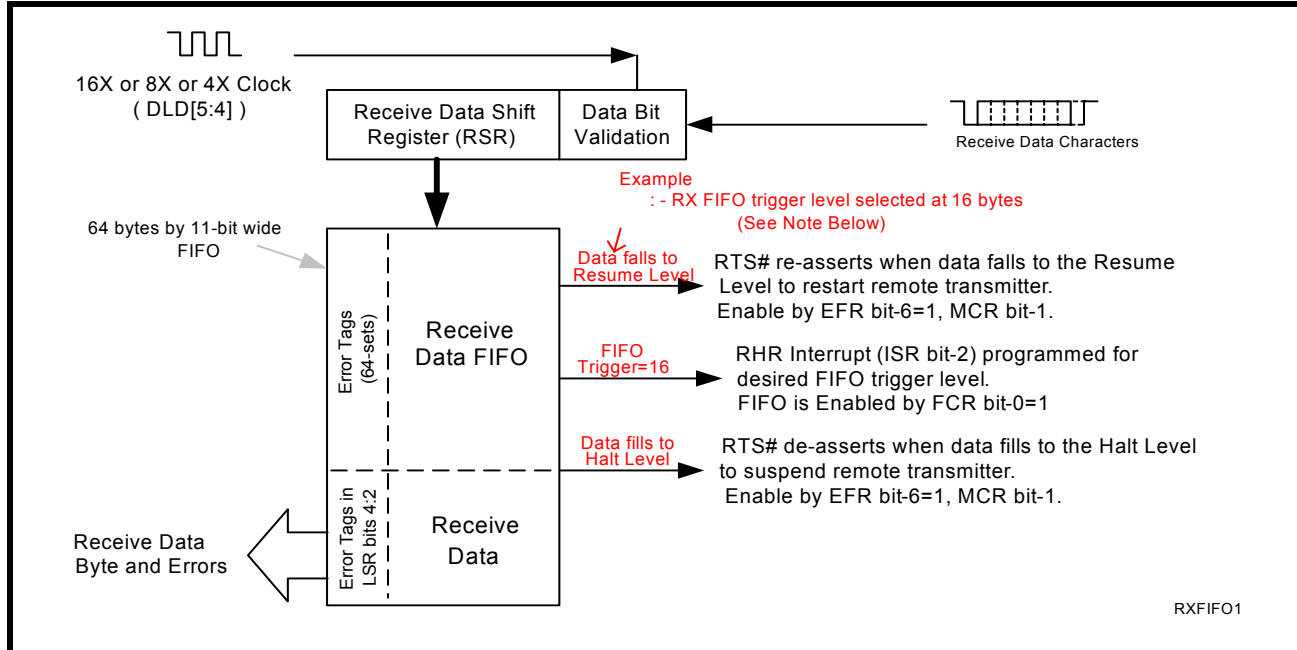 16X or 8X or 4X Clock
( DLD[5:4] )
Receive Data Shift
Register (RSR)
Data Bit
Validation
Receive Data Characters
Example
: - RX FIFO trigger level selected at 16 bytes
(See Note Below)
64 bytes by 11-bit wide
FIFO
Data falls to
Resume Level
RTS# re-asserts when data falls to the Resume
Level to restart remote transmitter.
Enable by EFR bit-6=1, MCR bit-1.
Error Tags
(64-sets)
Receive
Data FIFO
FIFO
Trigger=16
RHR Interrupt (ISR bit-2) programmed for
desired FIFO trigger level.
FIFO is Enabled by FCR bit-0=1
Data fills to
Halt Level
RTS# de-asserts when data fills to the Halt Level
to suspend remote transmitter.
Enable by EFR bit-6=1, MCR bit-1.
Error Tags in
LSR bits 4:2
Receive
Data
Receive Data
Byte and Errors
RXFIFO1